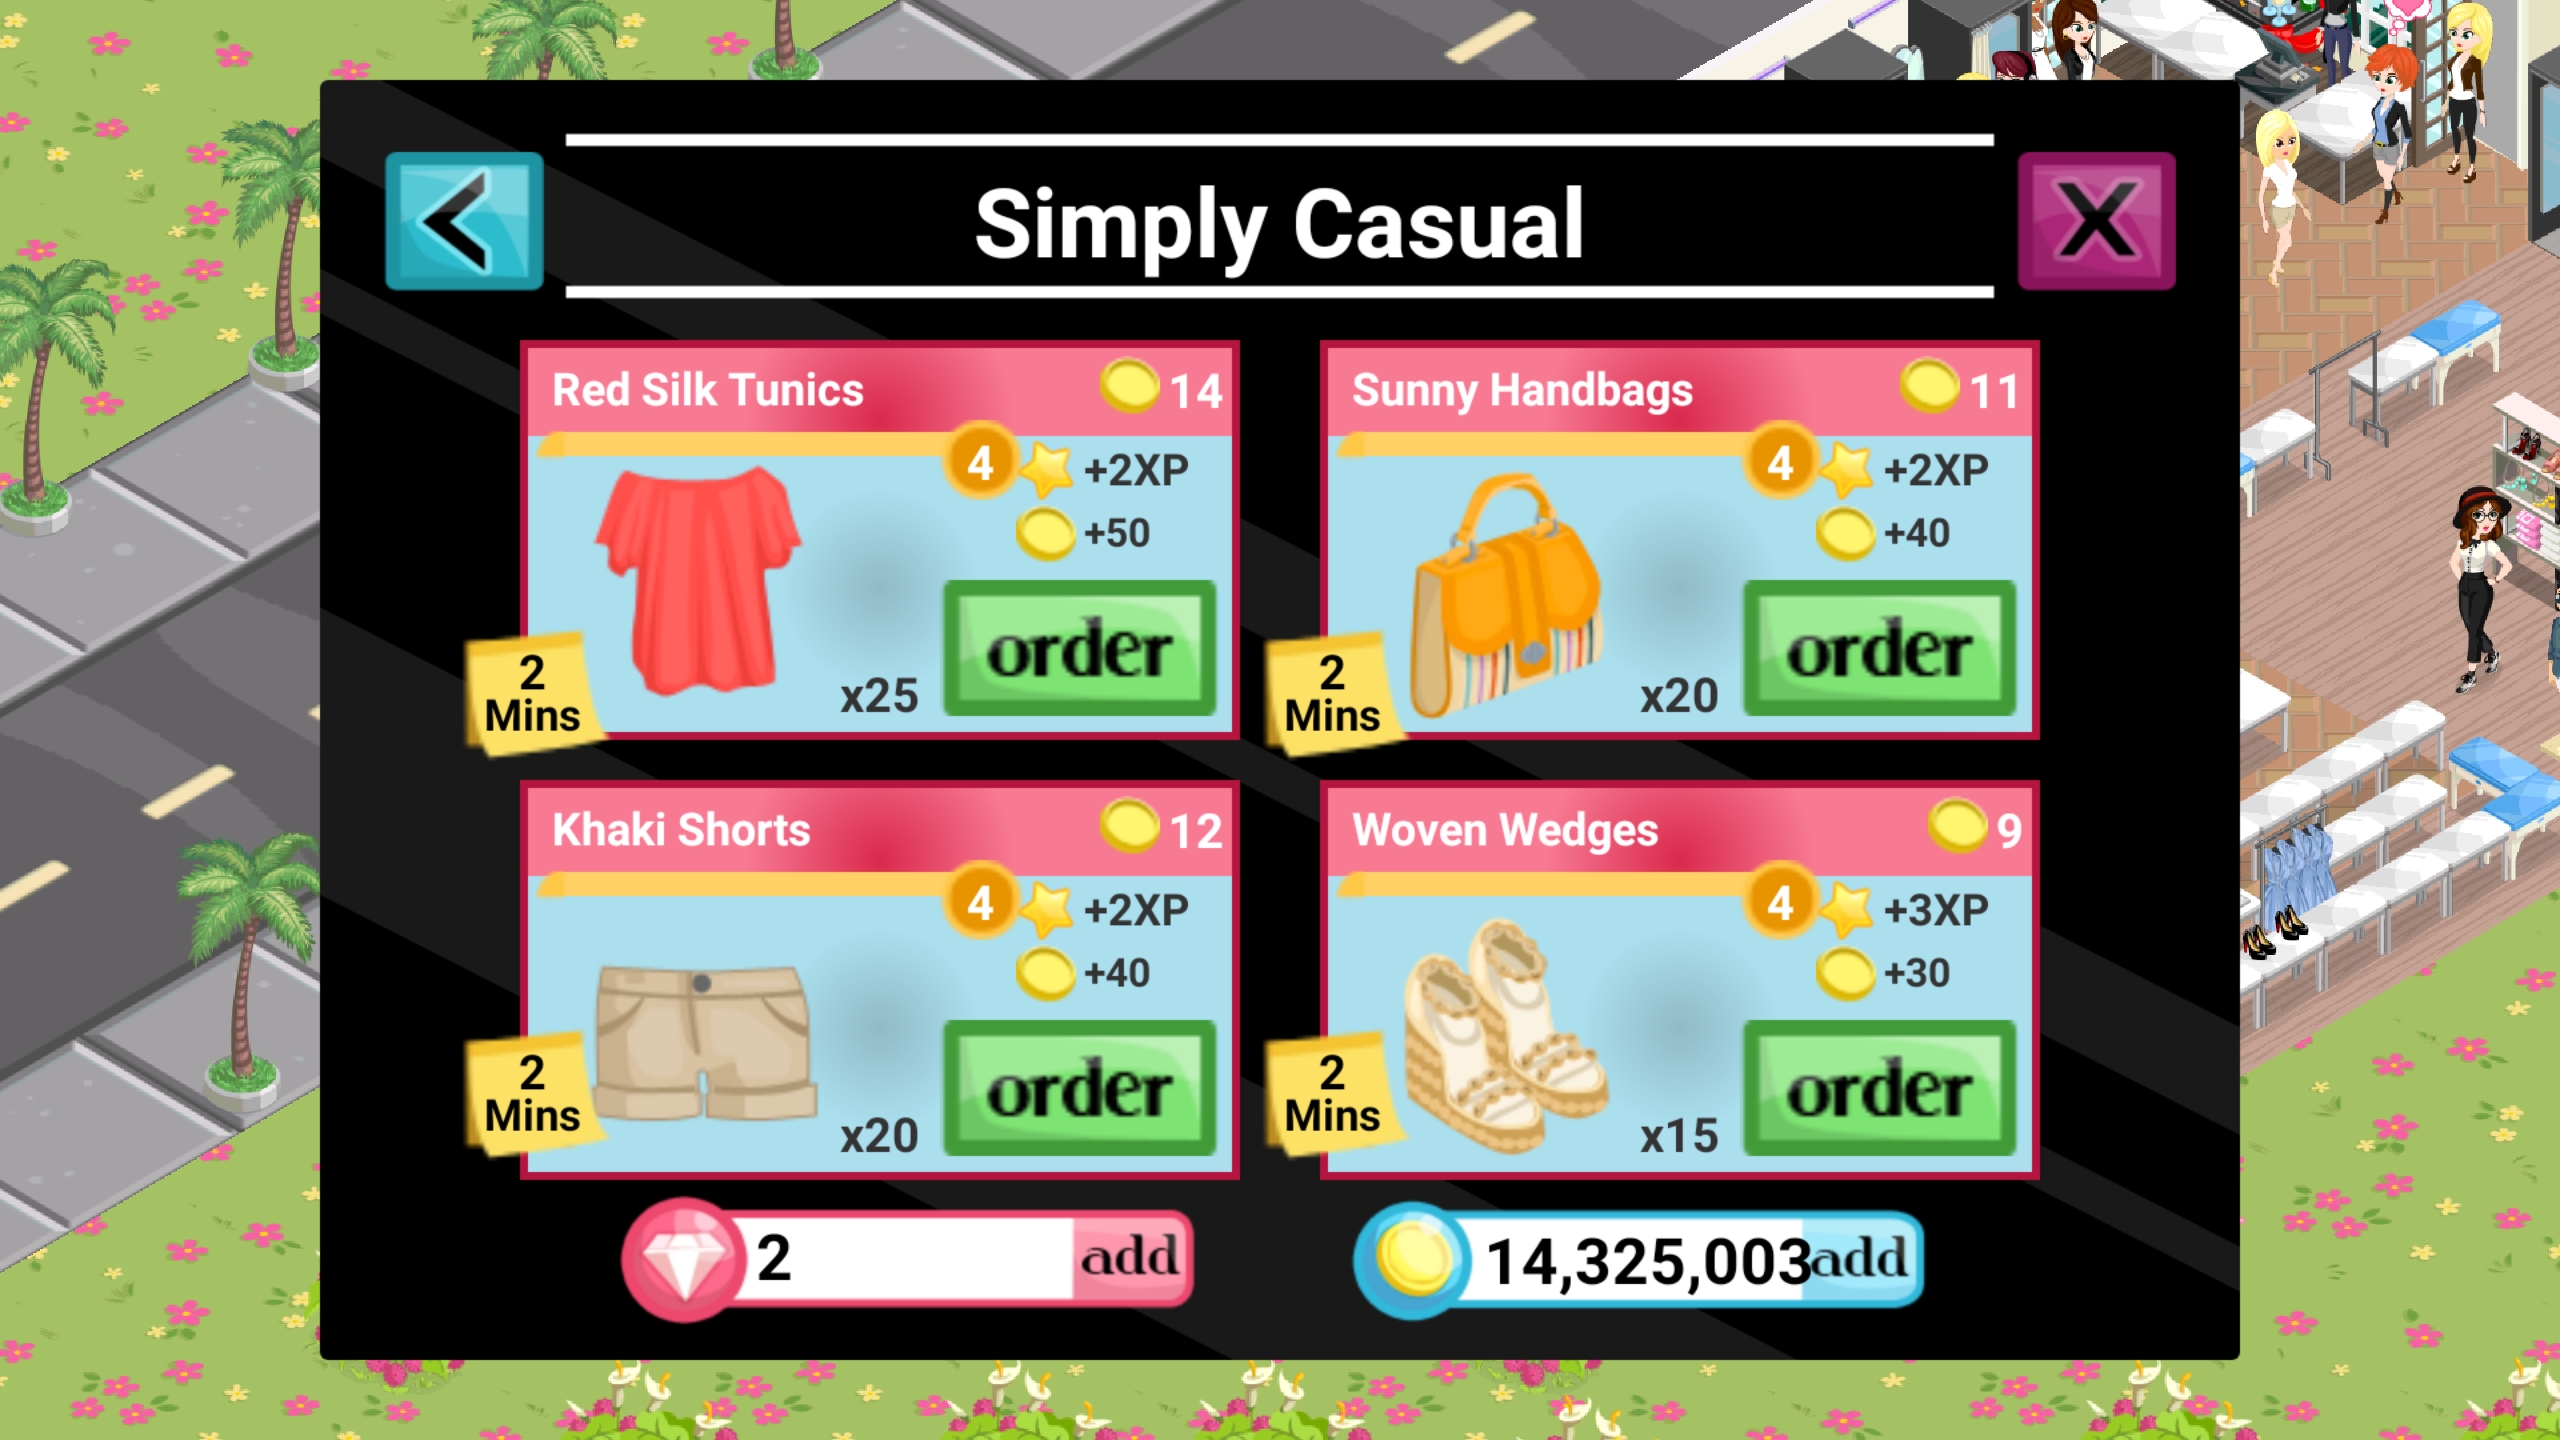 Simply Casual
Red Silk Tunics 14
4 +2XP
+50
2 Mins
x25
order
Sunny Handbags 11
4 +2XP
+40
2 Mins
x20
order
Khaki Shorts 12
4 +2XP
+40
2 Mins
x20
order
Woven Wedges 9
4 +3XP
+30
2 Mins
x15
order
2 add
14,325,003 add